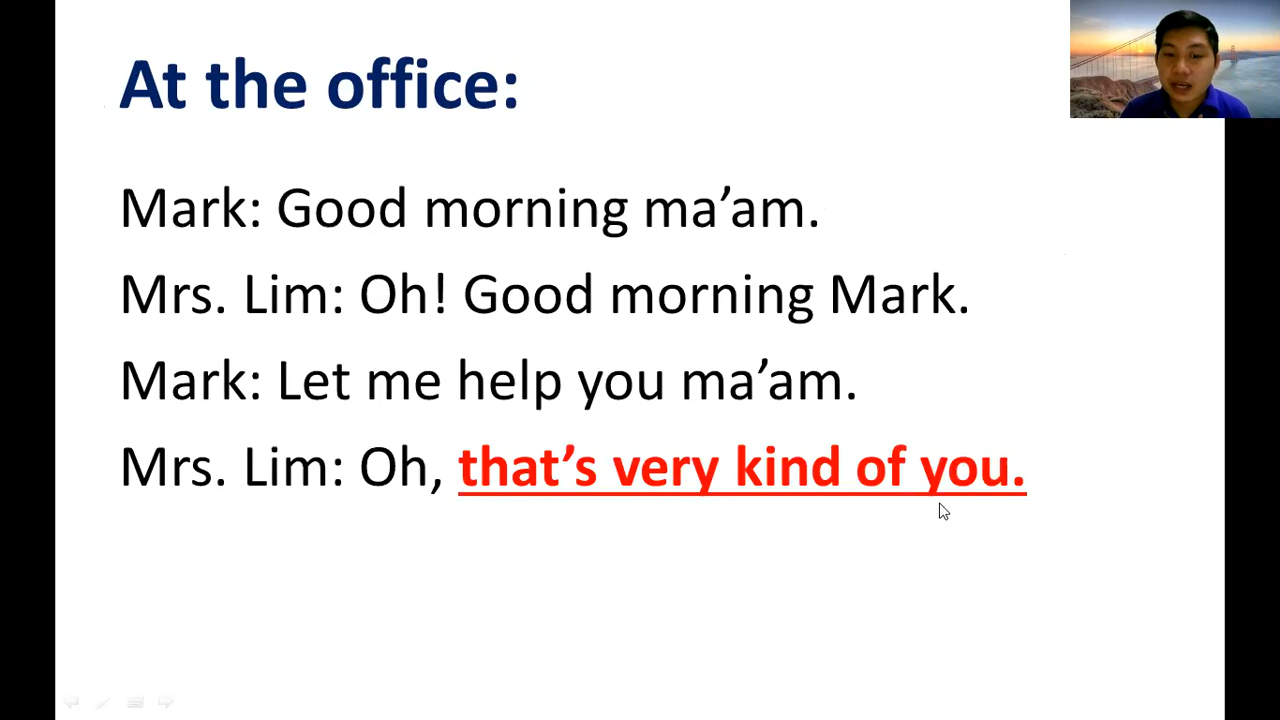 At the office:
Mark: Good morning ma’am.
Mrs. Lim: Oh! Good morning Mark.
Mark: Let me help you ma’am.
Mrs. Lim: Oh, that’s very kind of you.